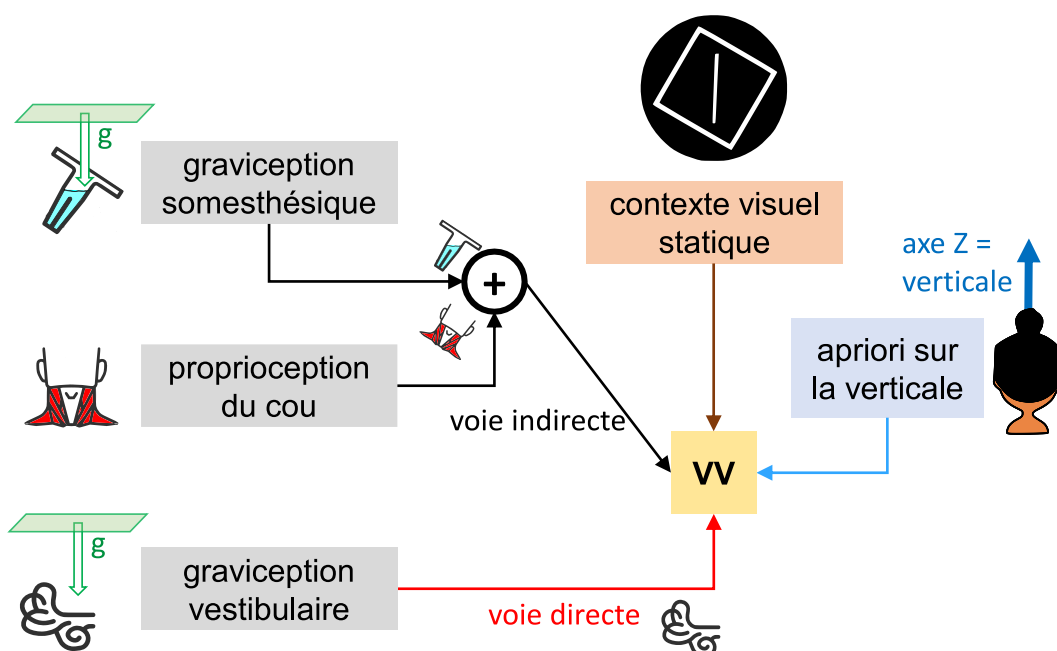 g
graviception
somesthésique
contexte visuel
statique
axe Z =
verticale
+
proprioception
du cou
apriori sur
la verticale
voie indirecte
VV
g
graviception
vestibulaire
voie directe